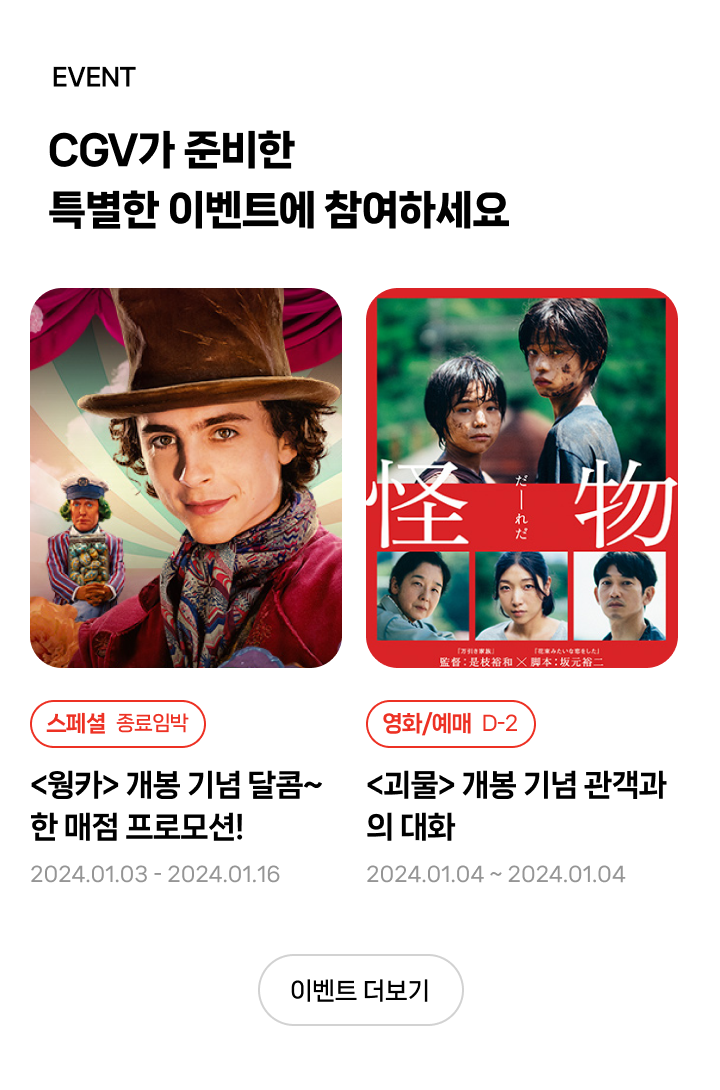 EVENT
CGV가 준비한
특별한 이벤트에 참여하세요
怪 だーれだ 物
『万引き家族』 『花束みたいな恋をした』
監督：是枝裕和 × 脚本：坂元裕二
스페셜 종료임박
영화/예매 D-2
<웡카> 개봉 기념 달콤~
한 매점 프로모션!
<괴물> 개봉 기념 관객과
의 대화
2024.01.03 - 2024.01.16
2024.01.04 ~ 2024.01.04
이벤트 더보기